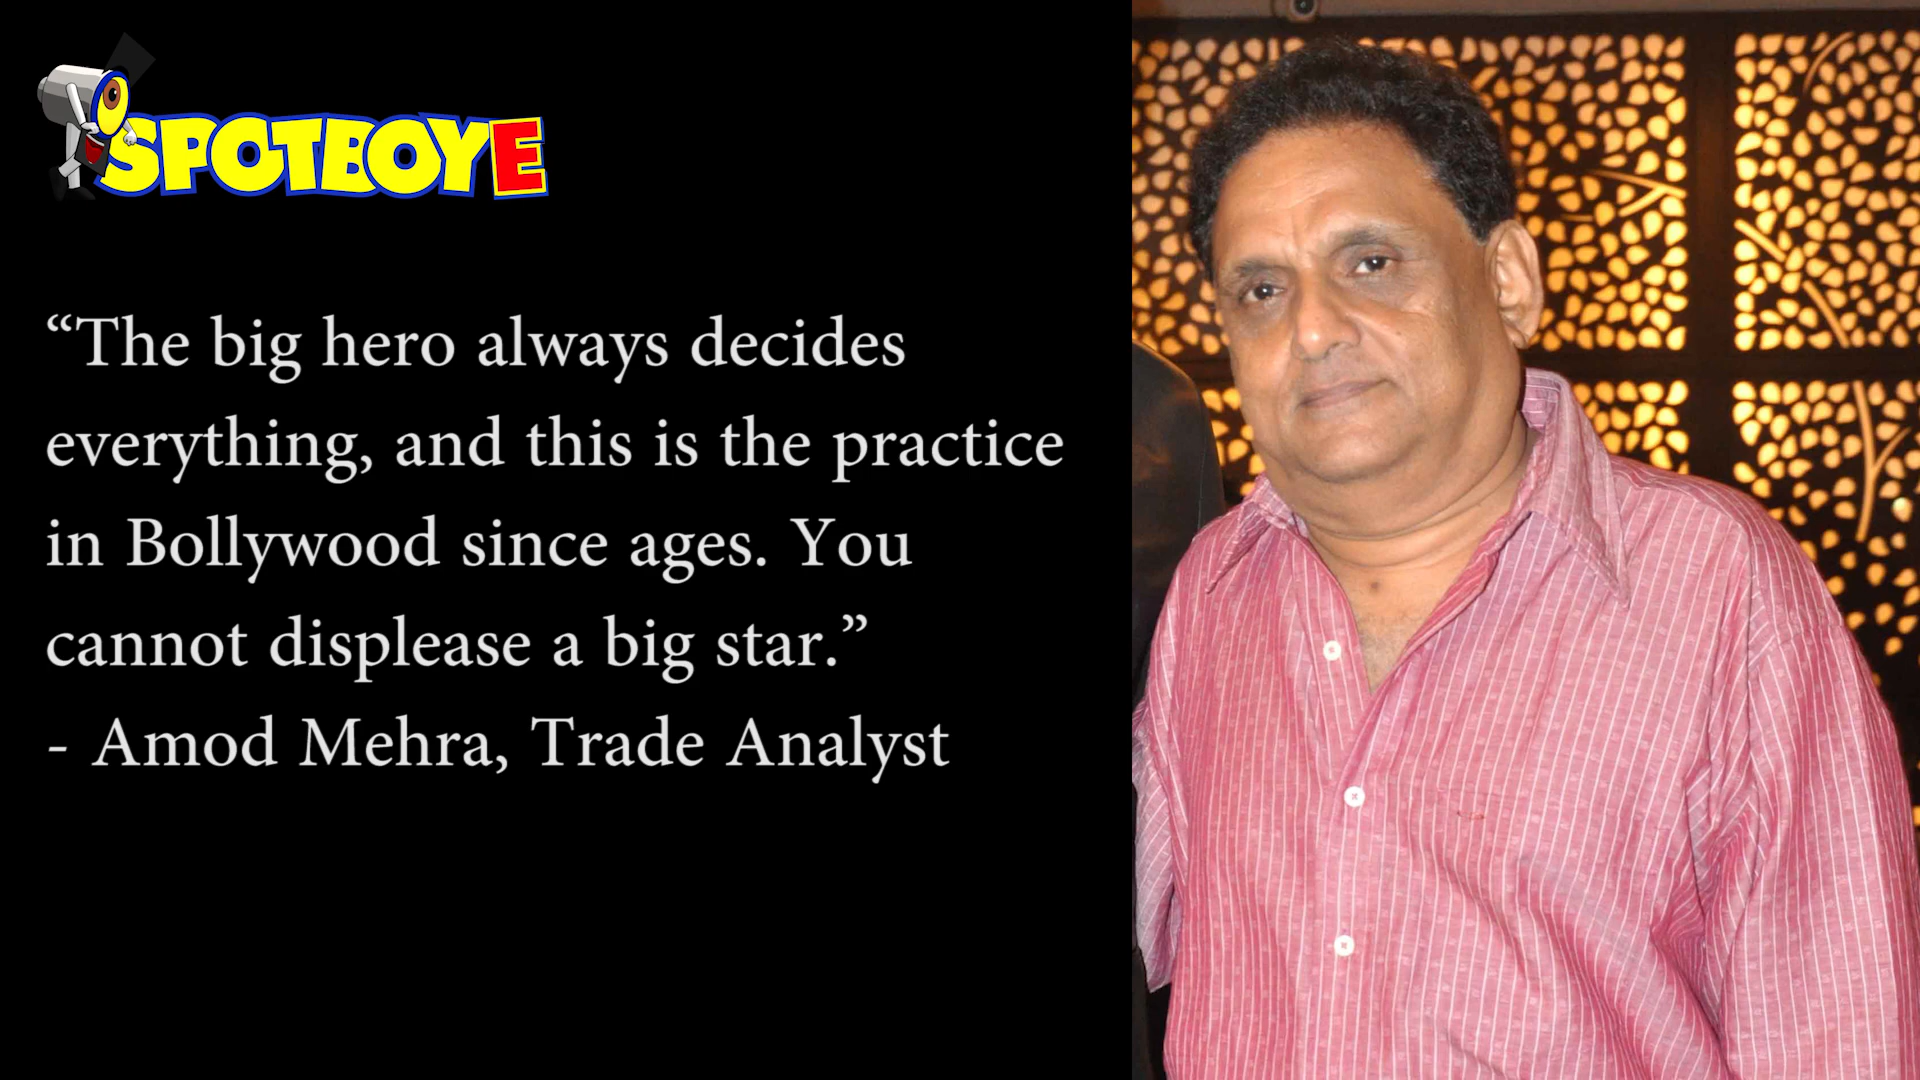 SPOTBOYE
“The big hero always decides
everything, and this is the practice
in Bollywood since ages. You
cannot displease a big star.”
- Amod Mehra, Trade Analyst